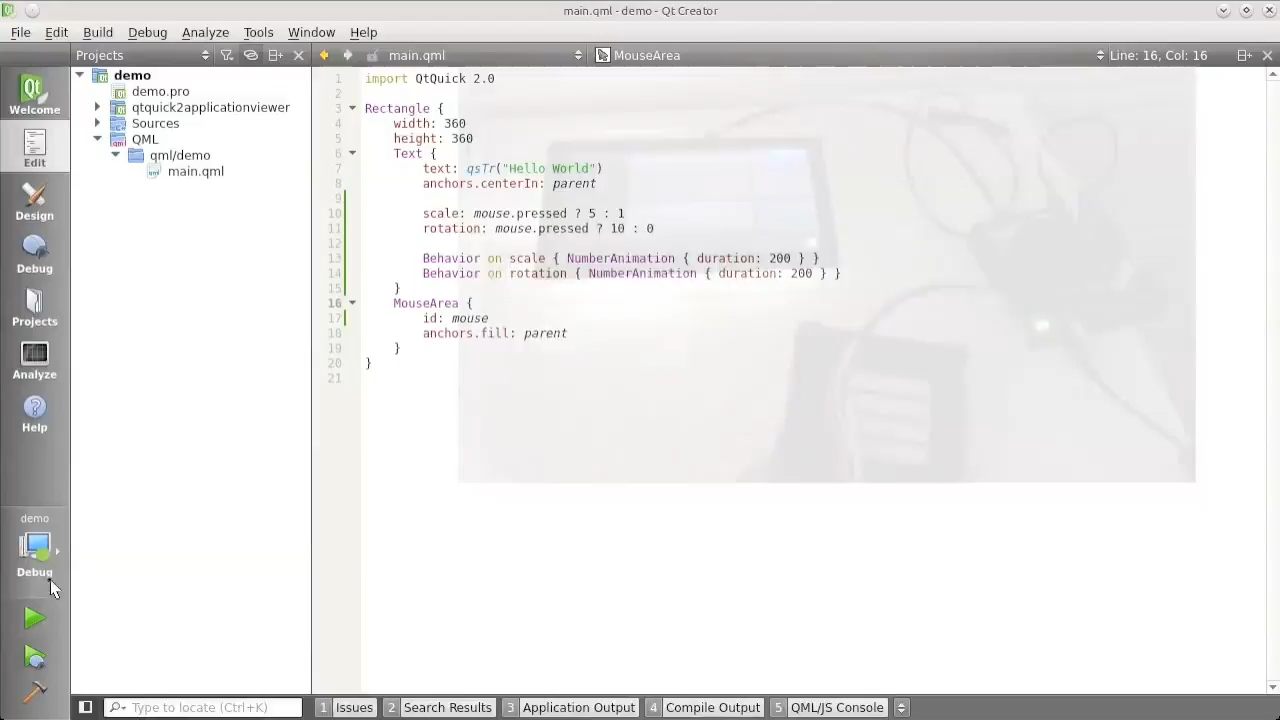 main.qml - demo - Qt Creator
File Edit Build Debug Analyze Tools Window Help
Projects main.qml MouseArea Line: 16, Col: 16
Welcome
Edit
Design
Debug
Projects
Analyze
Help
demo
Debug
demo
demo.pro
qtquick2applicationviewer
Sources
QML
qml/demo
main.qml
1 import QtQuick 2.0
2
3 Rectangle {
4 width: 360
5 height: 360
6 Text {
7 text: qsTr("Hello World")
8 anchors.centerIn: parent
9
10 scale: mouse.pressed ? 5 : 1
11 rotation: mouse.pressed ? 10 : 0
12
13 Behavior on scale { NumberAnimation { duration: 200 } }
14 Behavior on rotation { NumberAnimation { duration: 200 } }
15 }
16 MouseArea {
17 id: mouse
18 anchors.fill: parent
19 }
20 }
21
Type to locate (Ctrl+K) 1 Issues 2 Search Results 3 Application Output 4 Compile Output 5 QML/JS Console